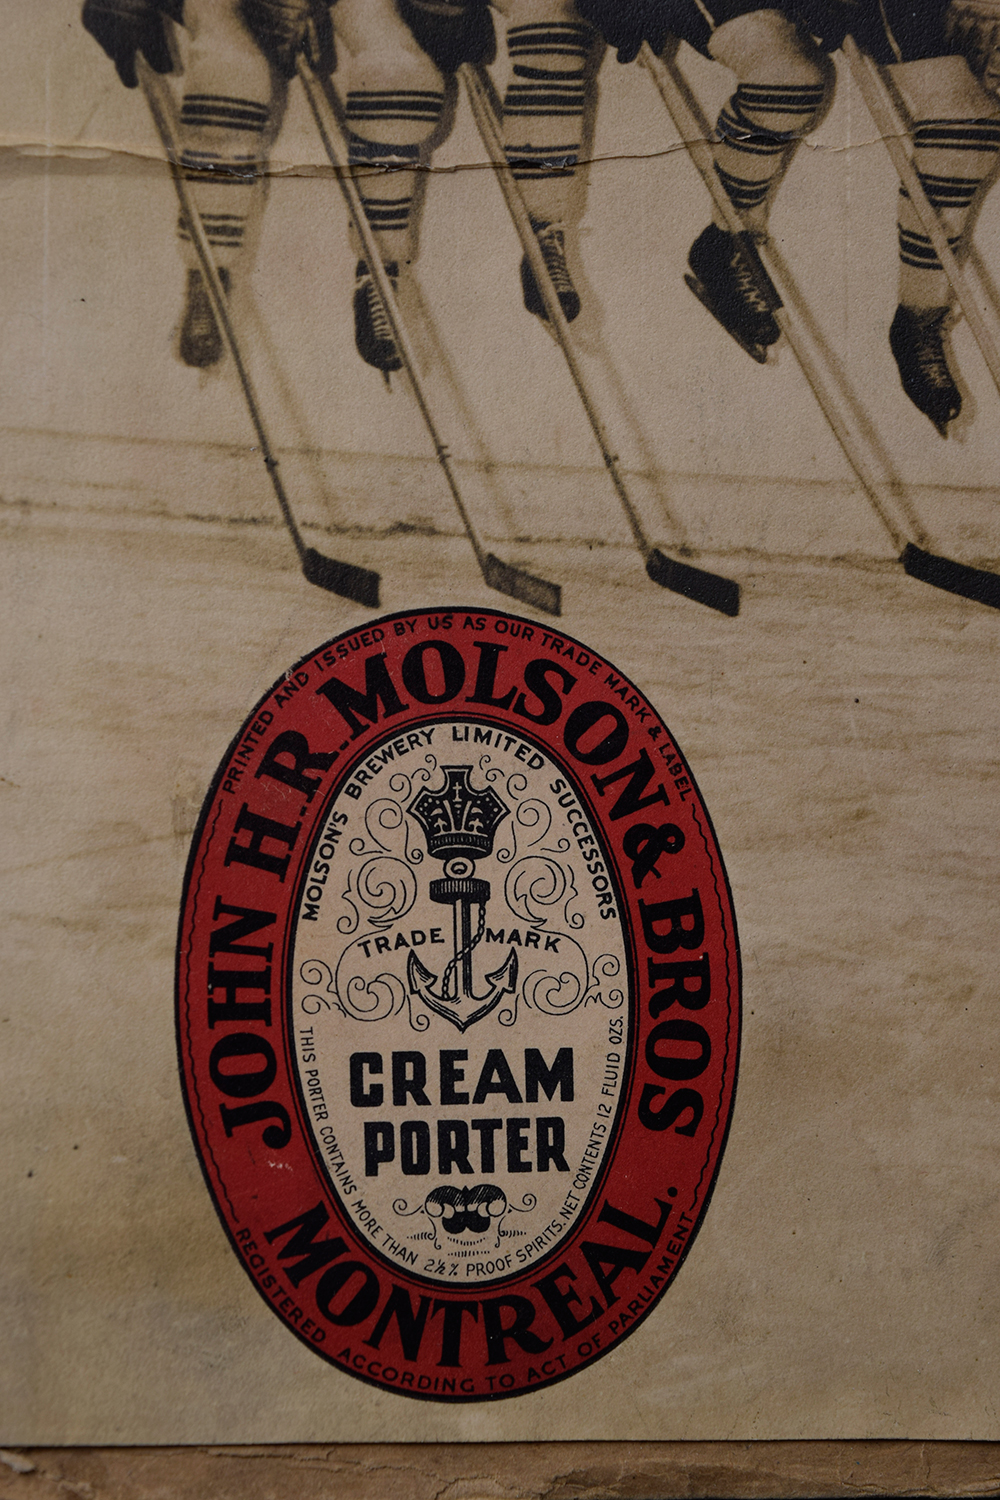 PRINTED AND ISSUED BY US AS OUR TRADE MARK & LABEL
JOHN H.R. MOLSON & BROS
MOLSON'S BREWERY LIMITED SUCCESSORS
TRADE MARK
CREAM
PORTER
THIS PORTER CONTAINS MORE THAN 2½% PROOF SPIRITS. NET CONTENTS 12 FLUID OZS.
MONTREAL.
REGISTERED ACCORDING TO ACT OF PARLIAMENT